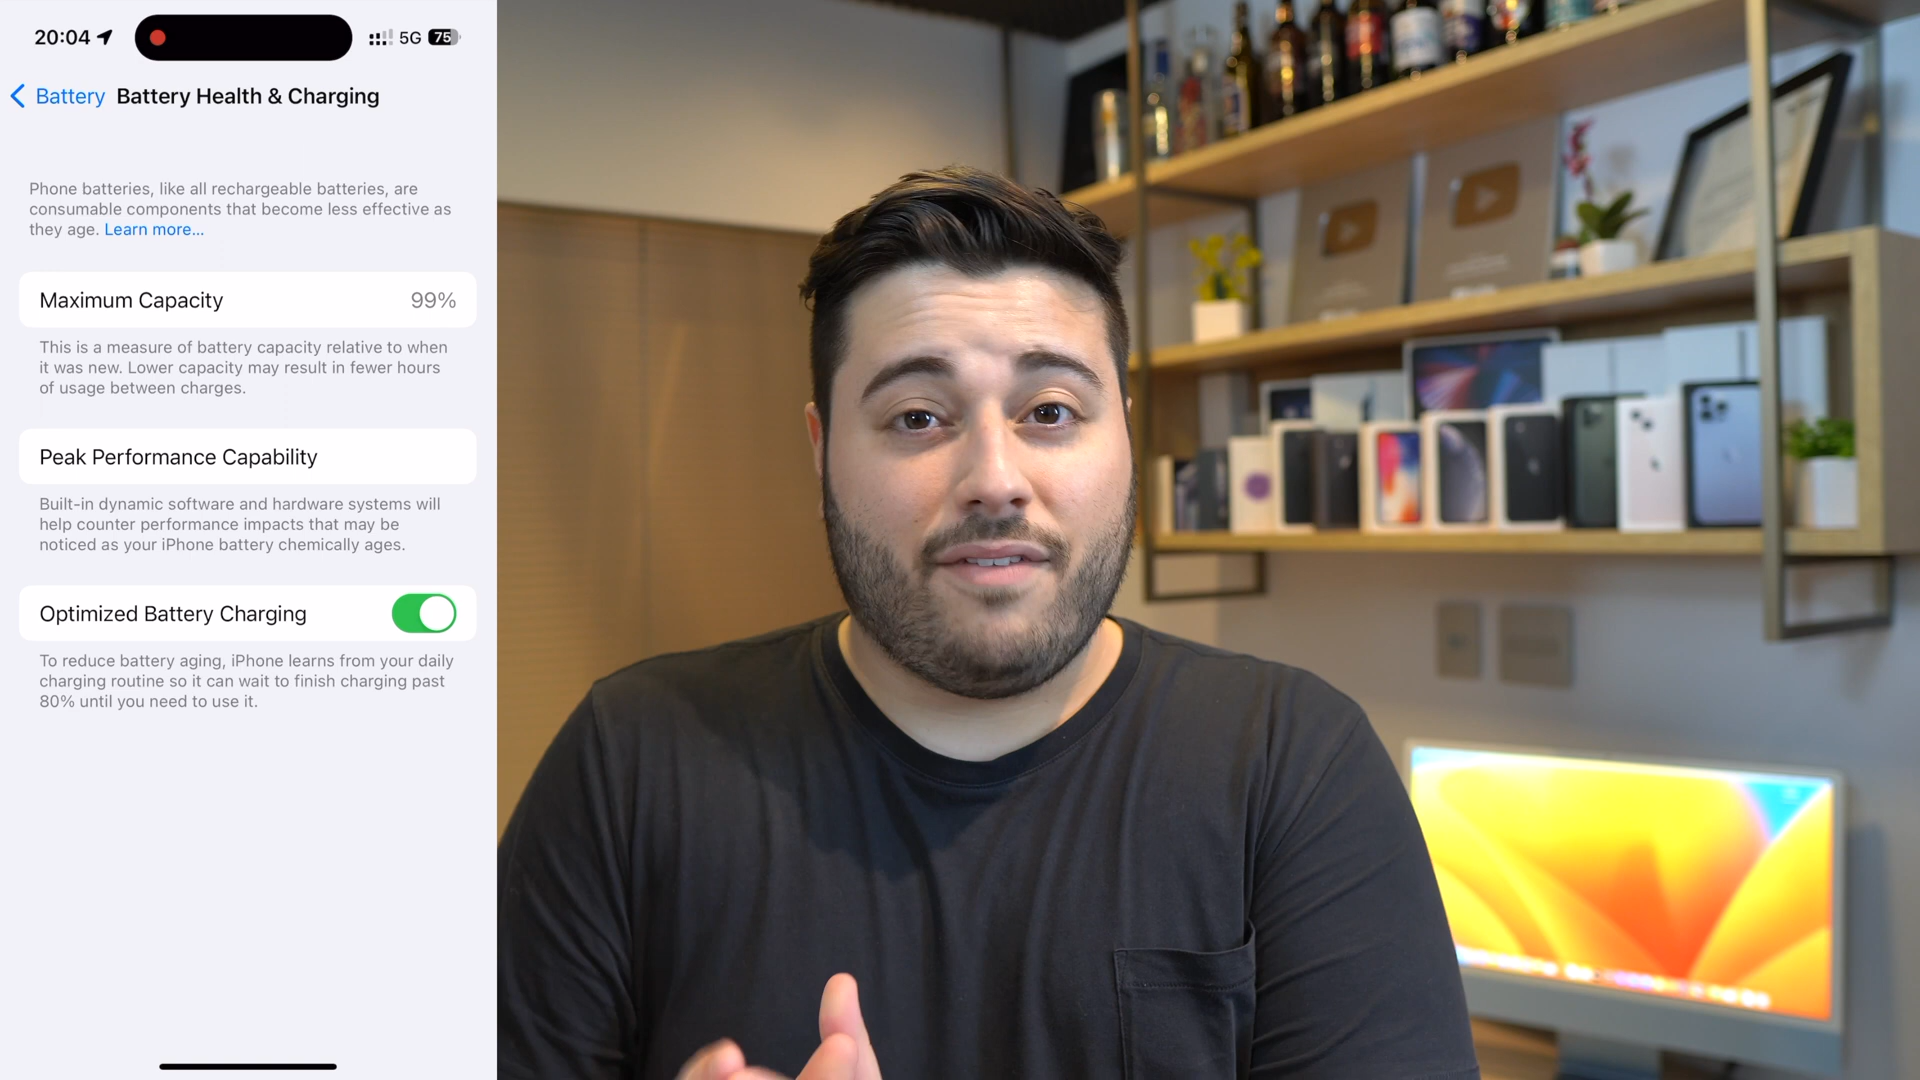 20:04
5G 75
Battery Battery Health & Charging
Phone batteries, like all rechargeable batteries, are
consumable components that become less effective as
they age. Learn more...
Maximum Capacity 99%
This is a measure of battery capacity relative to when
it was new. Lower capacity may result in fewer hours
of usage between charges.
Peak Performance Capability
Built-in dynamic software and hardware systems will
help counter performance impacts that may be
noticed as your iPhone battery chemically ages.
Optimized Battery Charging
To reduce battery aging, iPhone learns from your daily
charging routine so it can wait to finish charging past
80% until you need to use it.